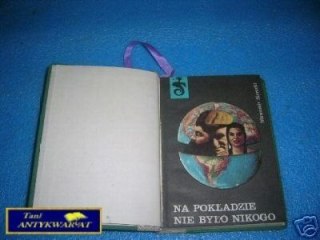 NA POKŁADZIE
NIE BYŁO NIKOGO
Tani
ANTYKWARIAT